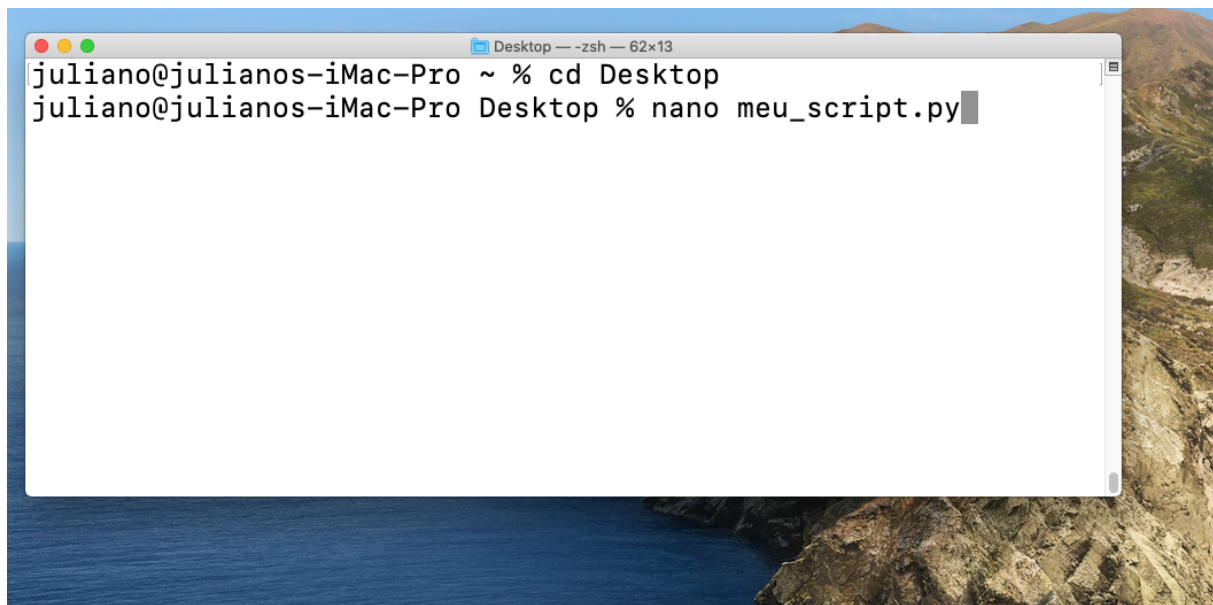 Desktop — -zsh — 62×13
juliano@julianos-iMac-Pro ~ % cd Desktop
juliano@julianos-iMac-Pro Desktop % nano meu_script.py